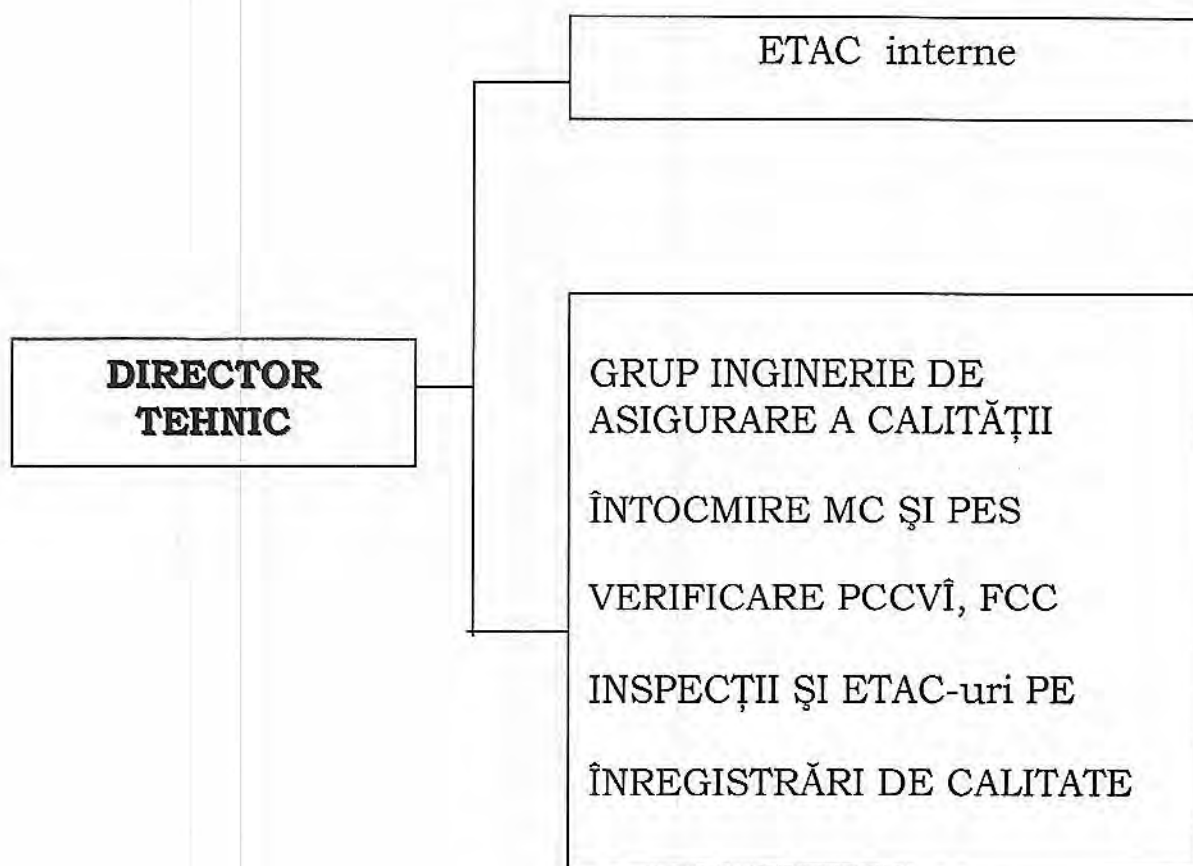 ETAC interne
DIRECTOR
TEHNIC
GRUP INGINERIE DE
ASIGURARE A CALITĂȚII
ÎNTOCMIRE MC ŞI PES
VERIFICARE PCCVÎ, FCC
INSPECȚII ŞI ETAC-uri PE
ÎNREGISTRĂRI DE CALITATE